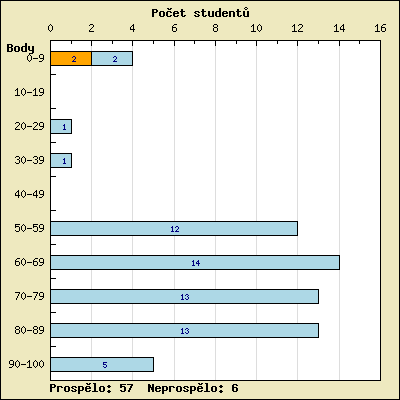 Počet studentů
0 2 4 6 8 10 12 14 16
Body
0-9 2 2
10-19
20-29 1
30-39 1
40-49
50-59 12
60-69 14
70-79 13
80-89 13
90-100 5
Prospělo: 57 Neprospělo: 6